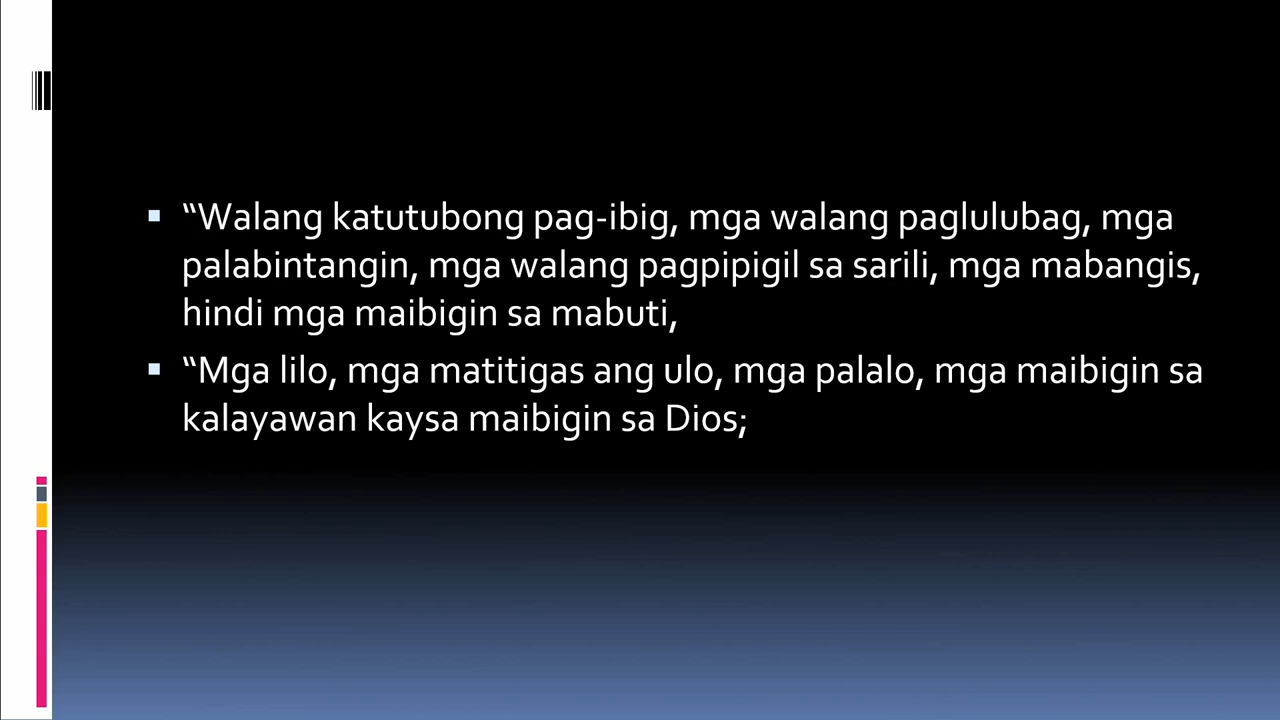 “Walang katutubong pag-ibig, mga walang paglulubag, mga
palabintangin, mga walang pagpipigil sa sarili, mga mabangis,
hindi mga maibigin sa mabuti,
“Mga lilo, mga matitigas ang ulo, mga palalo, mga maibigin sa
kalayawan kaysa maibigin sa Dios;